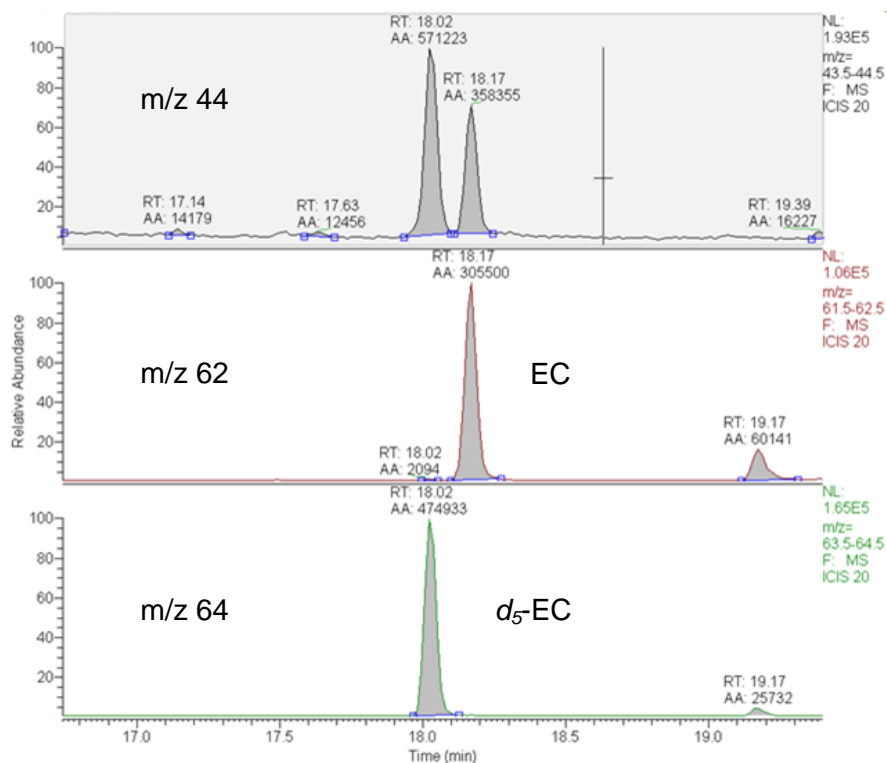 RT: 18.02
AA: 571223
RT: 18.17
AA: 358355
m/z 44
RT: 17.14
AA: 14179
RT: 17.63
AA: 12456
RT: 19.39
AA: 16227
100
80
60
40
20
NL:
1.93E5
m/z=
43.5-44.5
F: MS
ICIS 20
RT: 18.17
AA: 305500
m/z 62
EC
RT: 18.02
AA: 2094
RT: 19.17
AA: 60141
100
80
60
40
20
NL:
1.06E5
m/z=
61.5-62.5
F: MS
ICIS 20
Relative Abundance
RT: 18.02
AA: 474933
m/z 64
d5-EC
RT: 19.17
AA: 25732
100
80
60
40
20
NL:
1.65E5
m/z=
63.5-64.5
F: MS
ICIS 20
17.0 17.5 18.0 18.5 19.0
Time (min)